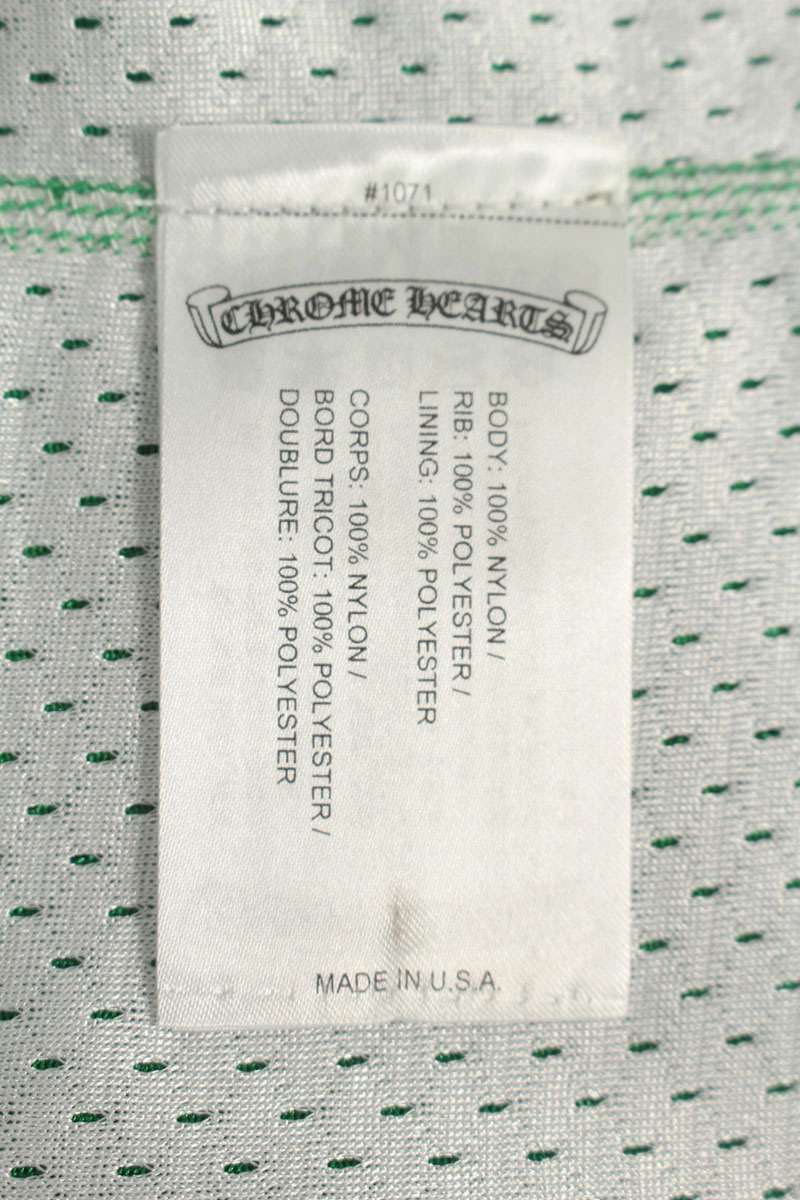 #1071
CHROME HEARTS
BODY: 100% NYLON /
RIB: 100% POLYESTER /
LINING: 100% POLYESTER
CORPS: 100% NYLON /
BORD TRICOT: 100% POLYESTER /
DOUBLURE: 100% POLYESTER
MADE IN U.S.A.